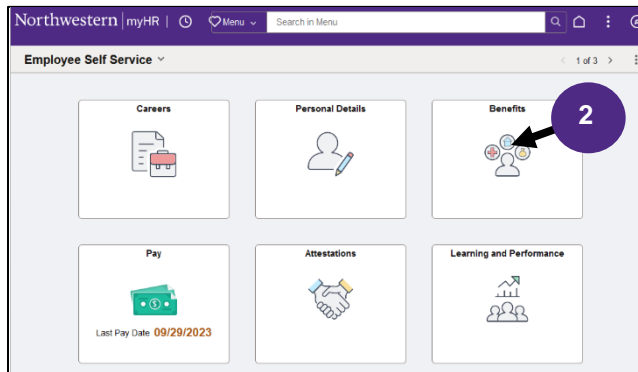 Northwestern | myHR | Menu Search in Menu
Employee Self Service 1 of 3
Careers Personal Details Benefits
2
Pay Attestations Learning and Performance
Last Pay Date 09/29/2023